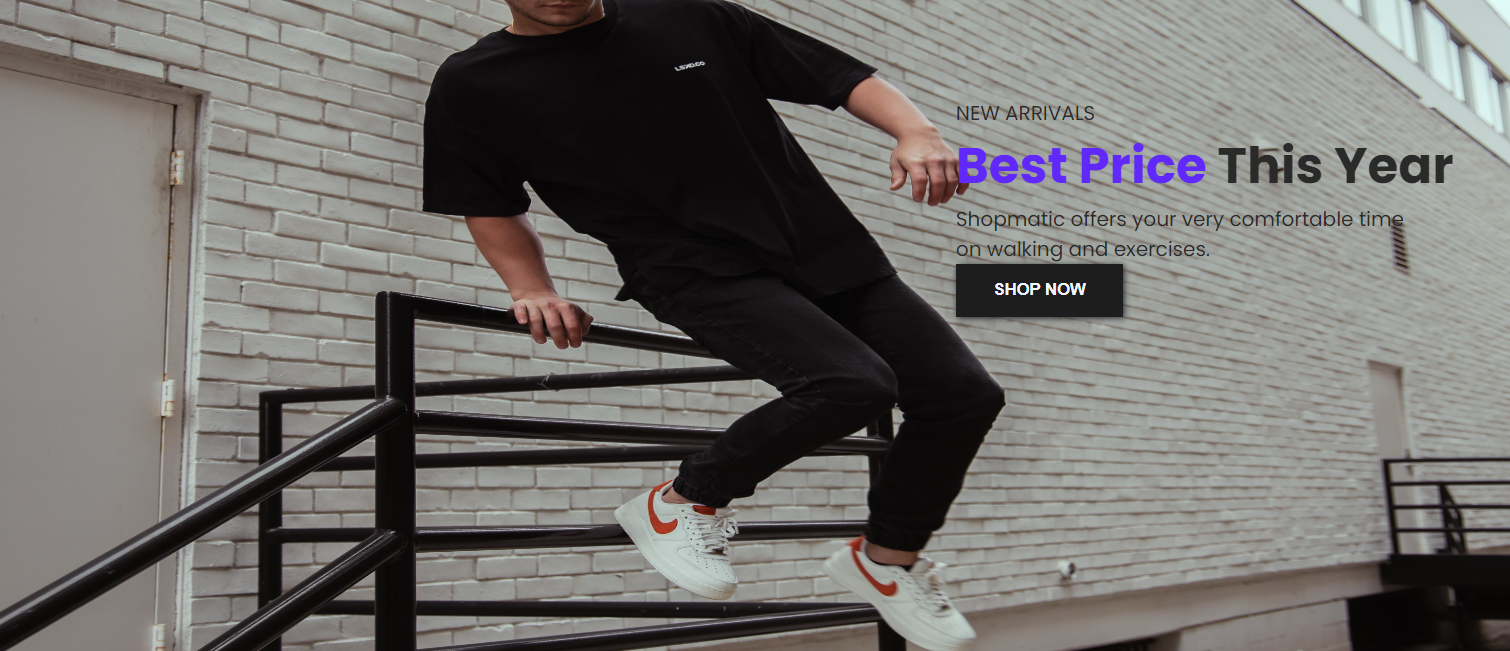 LSKD.CO
NEW ARRIVALS
Best Price This Year
Shopmatic offers your very comfortable time
on walking and exercises.
SHOP NOW